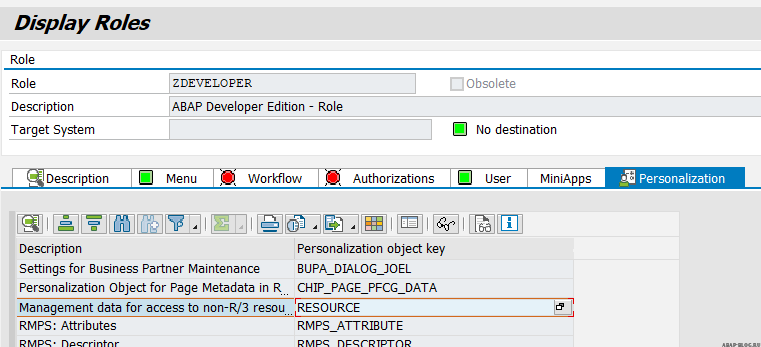 Display Roles
Role
Role ZDEVELOPER Obsolete
Description ABAP Developer Edition - Role
Target System No destination
Description Menu Workflow Authorizations User MiniApps Personalization
Description Personalization object key
Settings for Business Partner Maintenance BUPA_DIALOG_JOEL
Personalization Object for Page Metadata in R... CHIP_PAGE_PFCG_DATA
Management data for access to non-R/3 resou... RESOURCE
RMPS: Attributes RMPS_ATTRIBUTE
RMPS: Descriptor RMPS_DESCRIPTOR
ABAP-BLOG.RU